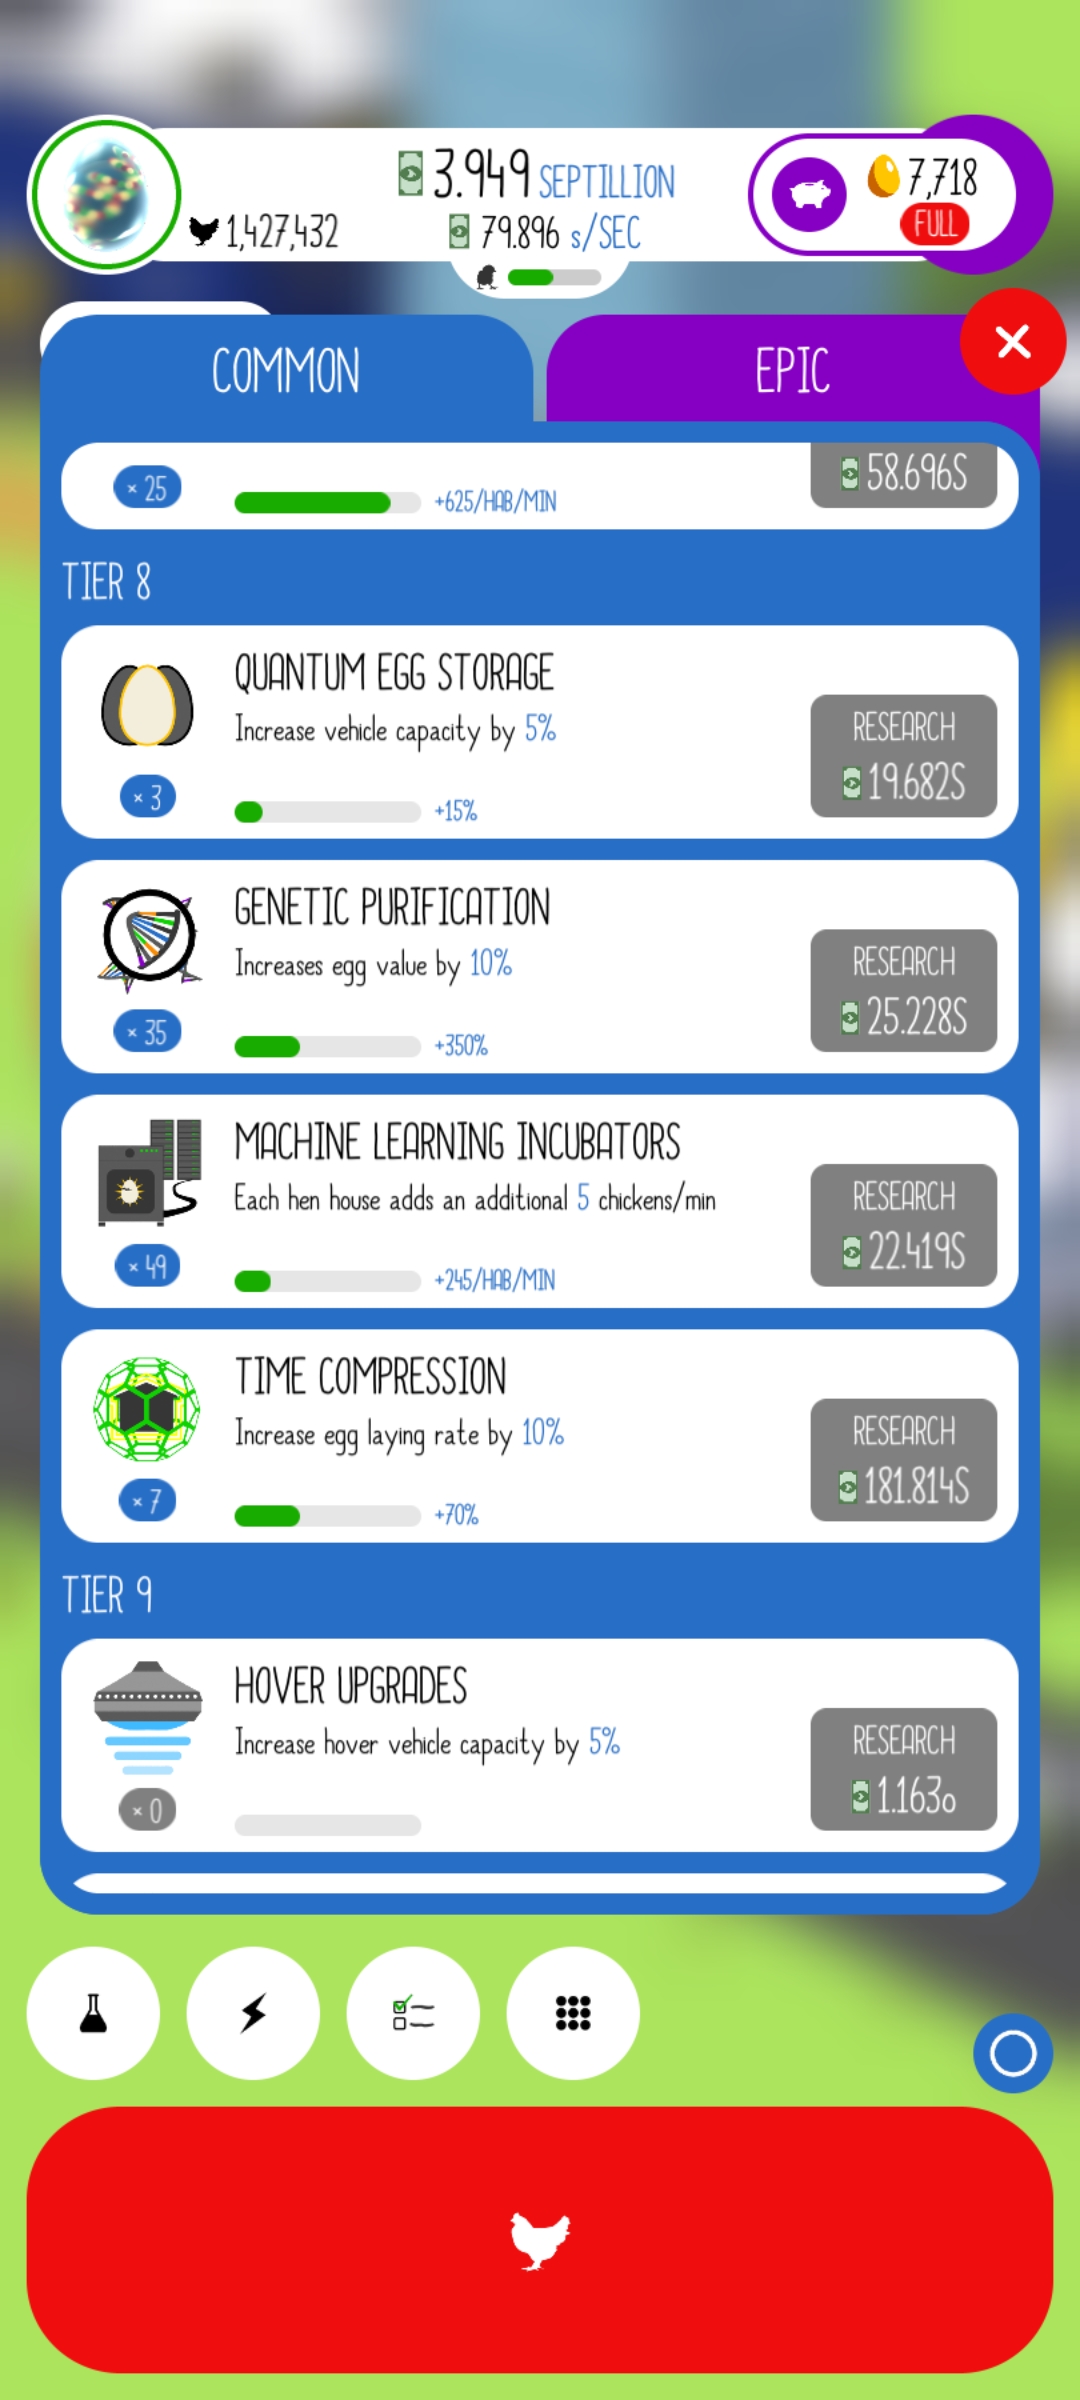 3.949 SEPTILLION
7,718
1,427,432
79.896 s/SEC
FULL
COMMON
EPIC
× 25
+625/HAB/MIN
58.696S
TIER 8
QUANTUM EGG STORAGE
Increase vehicle capacity by 5%
RESEARCH
19.682S
× 3
+15%
GENETIC PURIFICATION
Increases egg value by 10%
RESEARCH
25.228S
× 35
+350%
MACHINE LEARNING INCUBATORS
Each hen house adds an additional 5 chickens/min
RESEARCH
22.419S
× 49
+245/HAB/MIN
TIME COMPRESSION
Increase egg laying rate by 10%
RESEARCH
181.814S
× 7
+70%
TIER 9
HOVER UPGRADES
Increase hover vehicle capacity by 5%
RESEARCH
1.163o
× 0